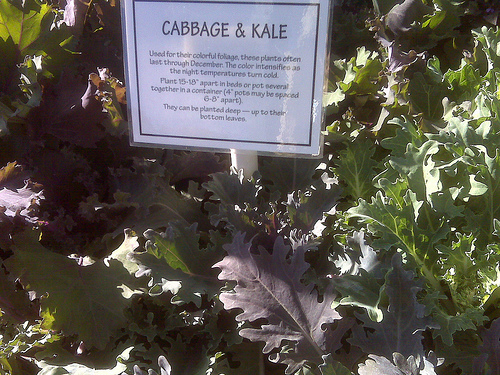 CABBAGE & KALE
Used for their colorful foliage, these plants often
last through December. The color intensifies as
the night temperatures turn cold.
Plant 15-18" apart in beds or pot several
together in a container (4" pots may be spaced
6-8" apart).
They can be planted deep — up to their
bottom leaves.